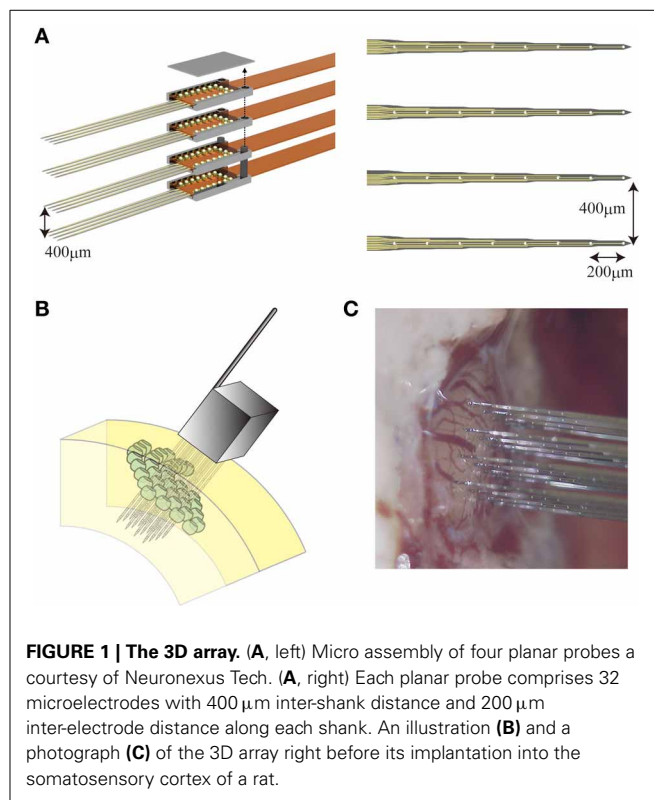 A
400μm
400μm
200μm
B
C
FIGURE 1 | The 3D array. (A, left) Micro assembly of four planar probes a
courtesy of Neuronexus Tech. (A, right) Each planar probe comprises 32
microelectrodes with 400 μm inter-shank distance and 200 μm
inter-electrode distance along each shank. An illustration (B) and a
photograph (C) of the 3D array right before its implantation into the
somatosensory cortex of a rat.